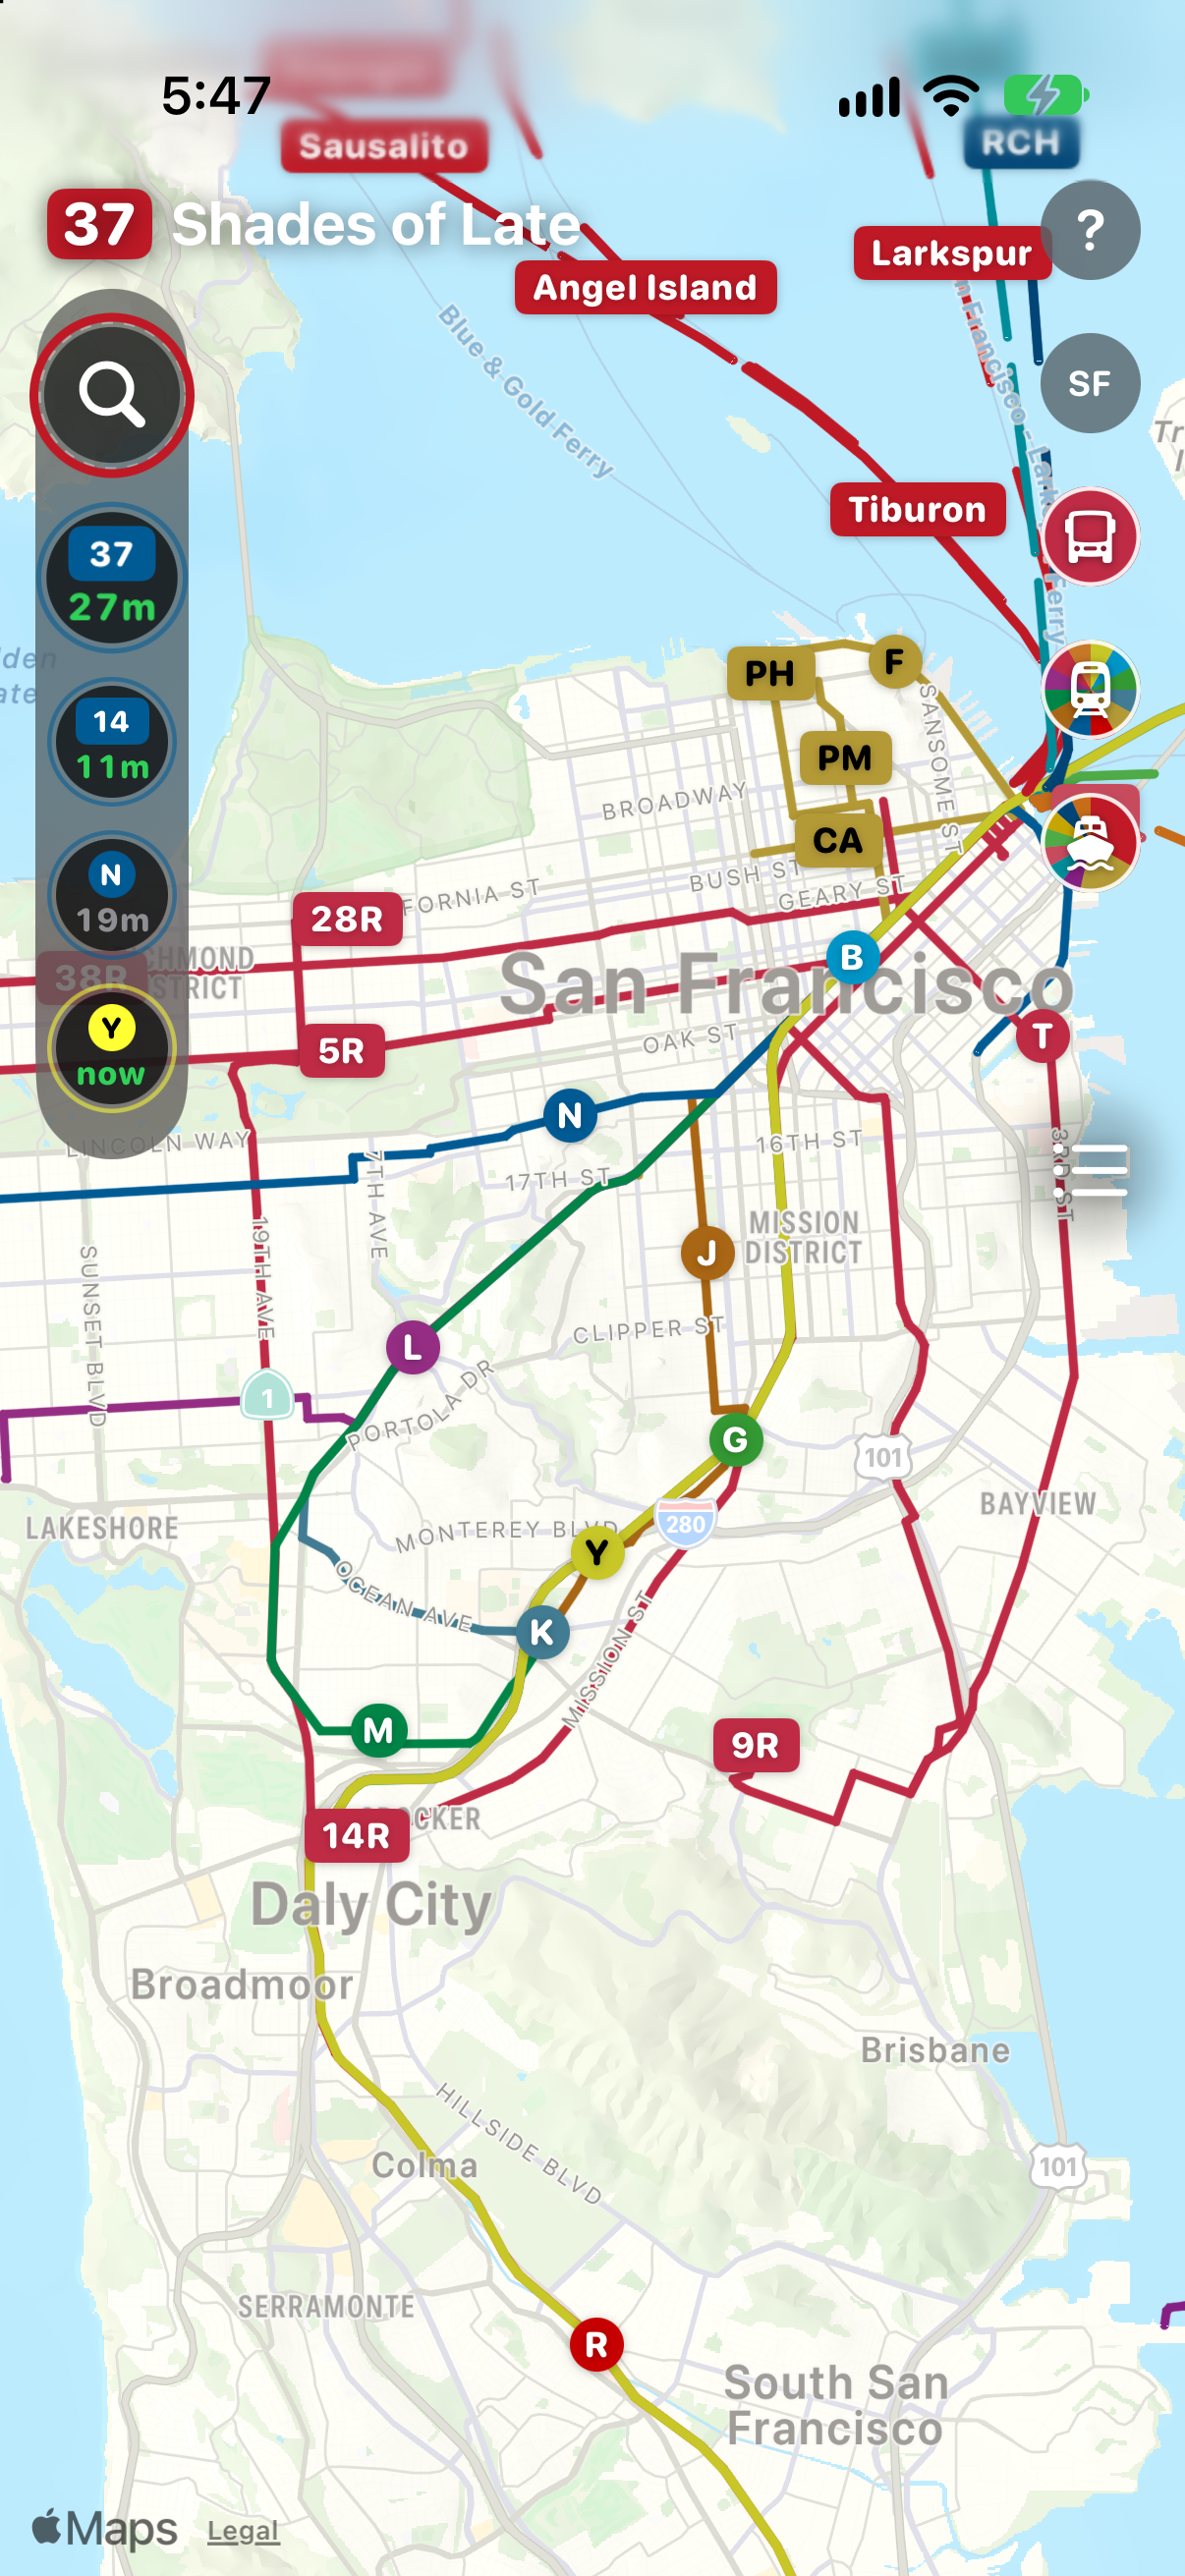 5:47
Sausalito
RCH
37 Shades of Late
?
Larkspur
Angel Island
Blue & Gold Ferry
SF
37
27m
Tiburon
14
11m
PH
F
SANSOME ST
PM
BROADWAY
CA
BUSH ST
GEARY ST
N
19m
28R
38R
B
San Francisco
Y
now
5R
OAK ST
T
N
LINCOLN WAY
16TH ST
17TH ST
7TH AVE
3RD ST
19TH AVE
SUNSET BLVD
MISSION
DISTRICT
J
CLIPPER ST
L
1
PORTOLA DR
G
101
BAYVIEW
LAKESHORE
280
MONTEREY BLVD
Y
OCEAN AVE
K
MISSION ST
M
9R
14R
Daly City
Broadmoor
Brisbane
HILLSIDE BLVD
Colma
101
SERRAMONTE
R
South San
Francisco
Maps
Legal